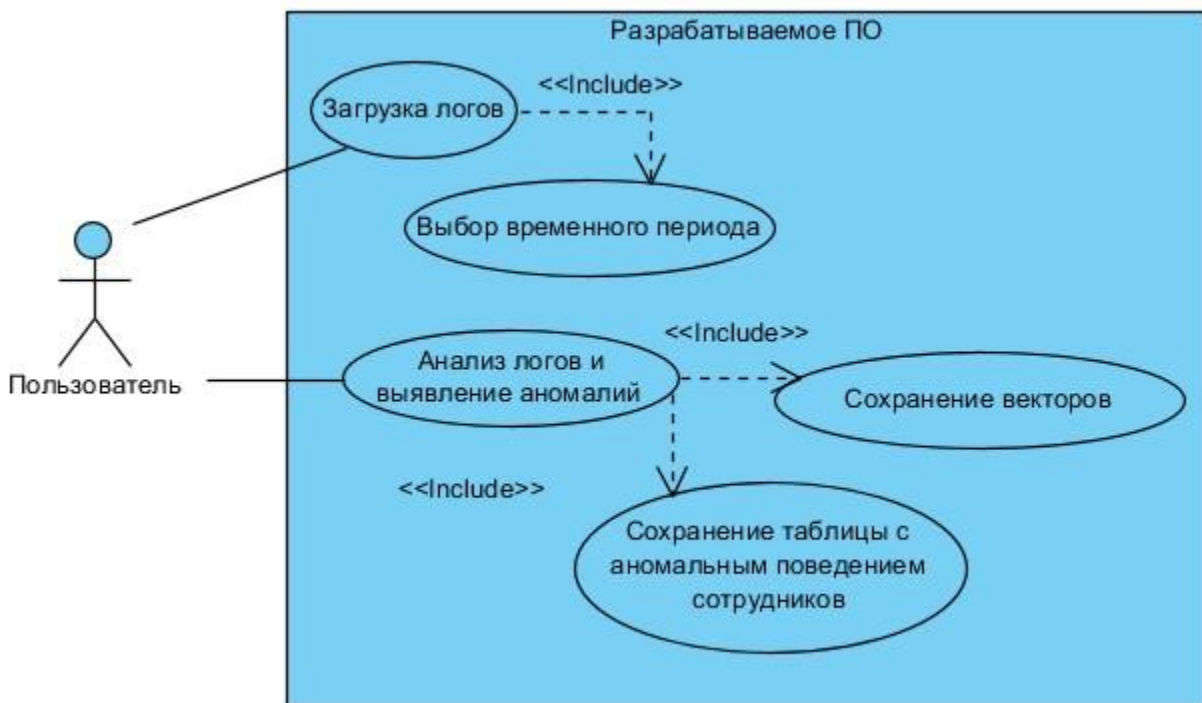 Разрабатываемое ПО
<<Include>>
Загрузка логов
Выбор временного периода
<<Include>>
Анализ логов и
выявление аномалий
Пользователь
Сохранение векторов
<<Include>>
Сохранение таблицы с
аномальным поведением
сотрудников